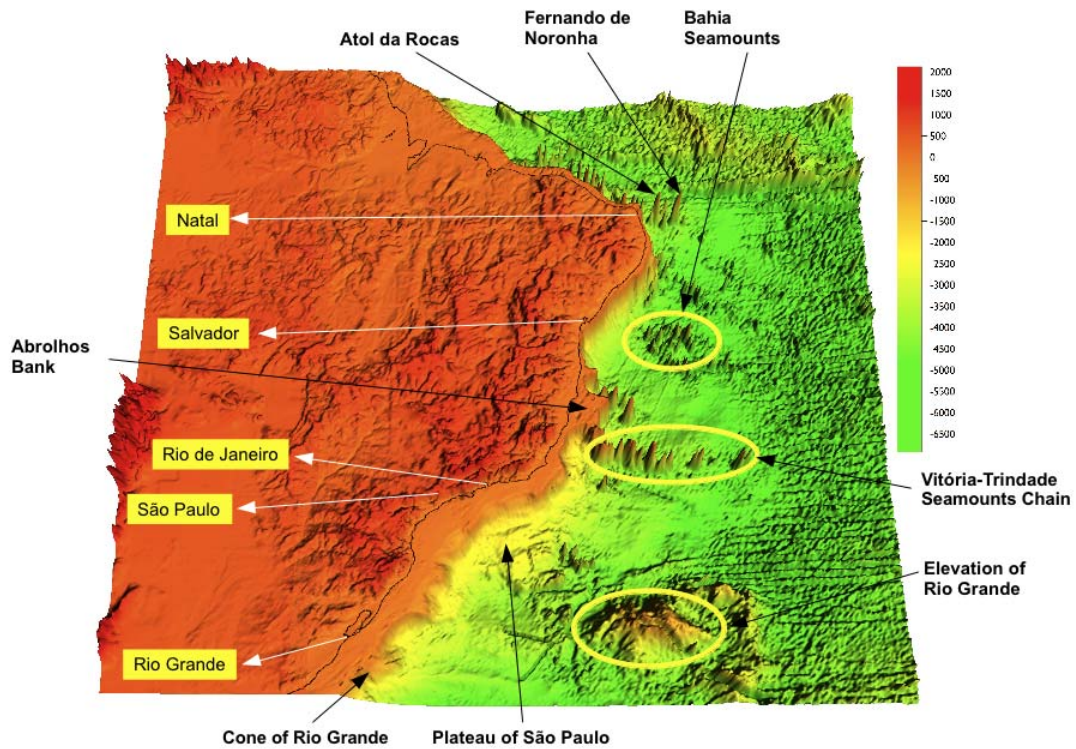 Fernando de
Noronha
Bahia
Seamounts
Atol da Rocas
2000
1000
500
0
-1000
-1500
-2000
-2500
-3000
-3500
-4000
-4500
-5000
-5500
-6000
-6500
Natal
Salvador
Abrolhos
Bank
Rio de Janeiro
São Paulo
Vitória-Trindade
Seamounts Chain
Elevation of
Rio Grande
Rio Grande
Cone of Rio Grande
Plateau of São Paulo